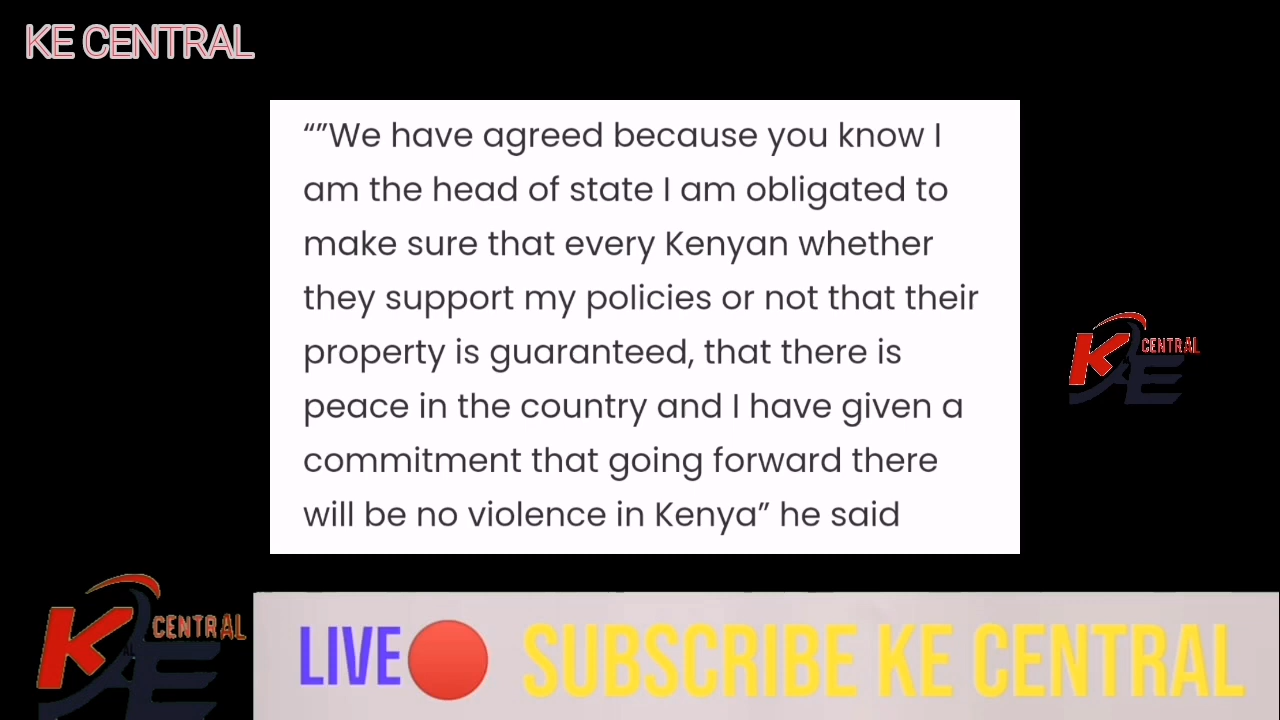 KE CENTRAL
“”We have agreed because you know I
am the head of state I am obligated to
make sure that every Kenyan whether
they support my policies or not that their
property is guaranteed, that there is
peace in the country and I have given a
commitment that going forward there
will be no violence in Kenya” he said
KE CENTRAL
KE CENTRAL
LIVE SUBSCRIBE KE CENTRAL